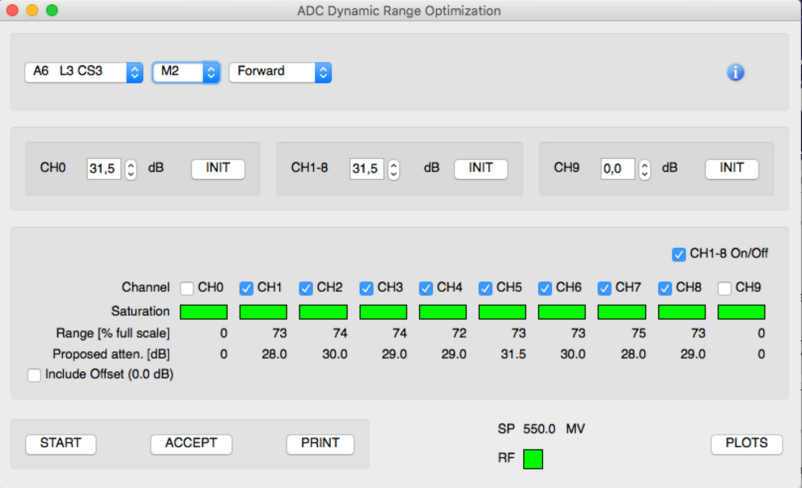 ADC Dynamic Range Optimization
A6 L3 CS3 M2 Forward
CH0 31,5 dB INIT CH1-8 31,5 dB INIT CH9 0,0 dB INIT
CH1-8 On/Off
Channel CH0 CH1 CH2 CH3 CH4 CH5 CH6 CH7 CH8 CH9
Saturation
Range [% full scale] 0 73 74 74 72 73 73 75 73 0
Proposed atten. [dB] 0 28.0 30.0 29.0 29.0 31.5 30.0 28.0 29.0 0
Include Offset (0.0 dB)
SP 550.0 MV
START ACCEPT PRINT PLOTS
RF